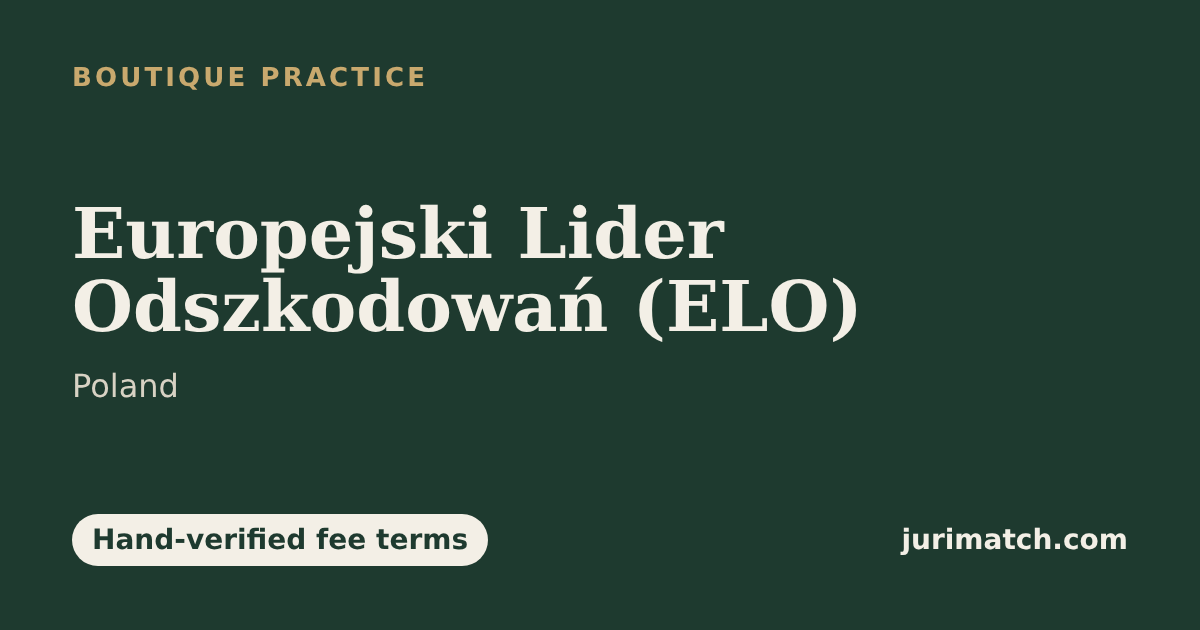 BOUTIQUE PRACTICE
Europejski Lider
Odszkodowań (ELO)
Poland
Hand-verified fee terms
jurimatch.com